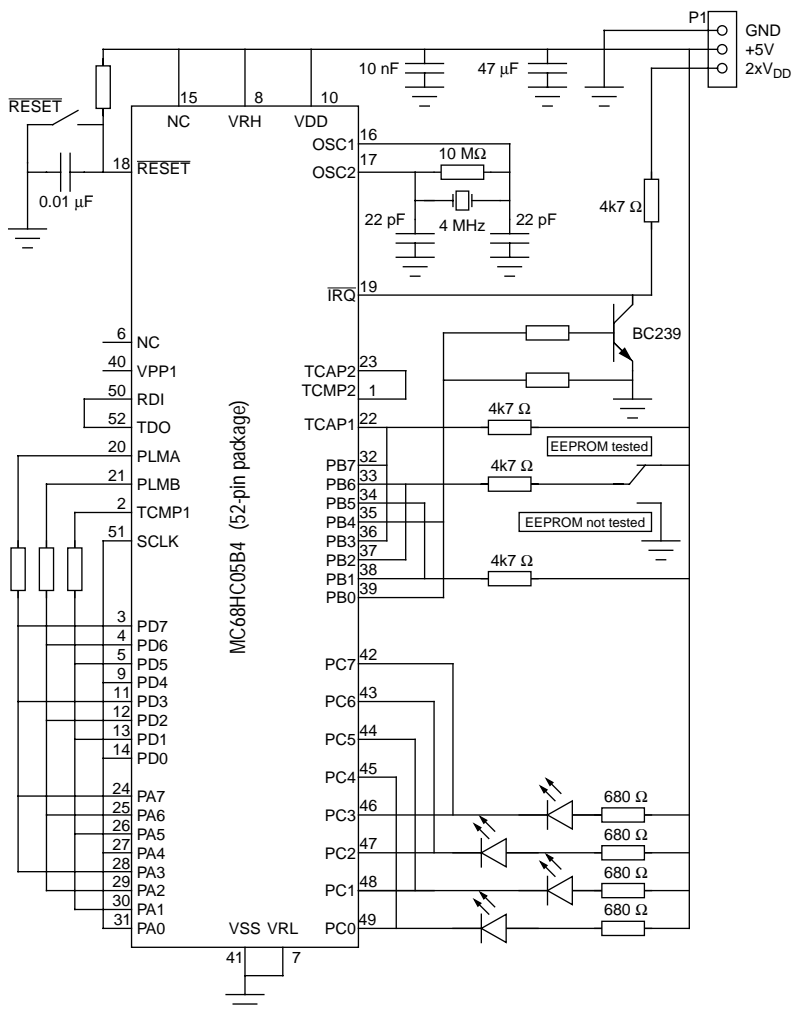 P1
GND
+5V
2xVDD
10 nF
47 µF
RESET
0.01 µF
15
8
10
NC
VRH
VDD
OSC1
16
OSC2
17
10 MΩ
4 MHz
22 pF
22 pF
18
RESET
4k7 Ω
IRQ
19
BC239
6
NC
40
VPP1
50
RDI
52
TDO
20
PLMA
21
PLMB
2
TCMP1
51
SCLK
TCAP2
23
TCMP2
1
TCAP1
22
4k7 Ω
EEPROM tested
PB7
32
PB6
33
4k7 Ω
PB5
34
PB4
35
EEPROM not tested
PB3
36
PB2
37
PB1
38
4k7 Ω
PB0
39
MC68HC05B4 (52-pin package)
3
PD7
4
PD6
5
PD5
9
PD4
11
PD3
12
PD2
13
PD1
14
PD0
24
PA7
25
PA6
26
PA5
27
PA4
28
PA3
29
PA2
30
PA1
31
PA0
PC7
42
PC6
43
PC5
44
PC4
45
PC3
46
680 Ω
PC2
47
680 Ω
PC1
48
680 Ω
PC0
49
680 Ω
VSS
VRL
41
7